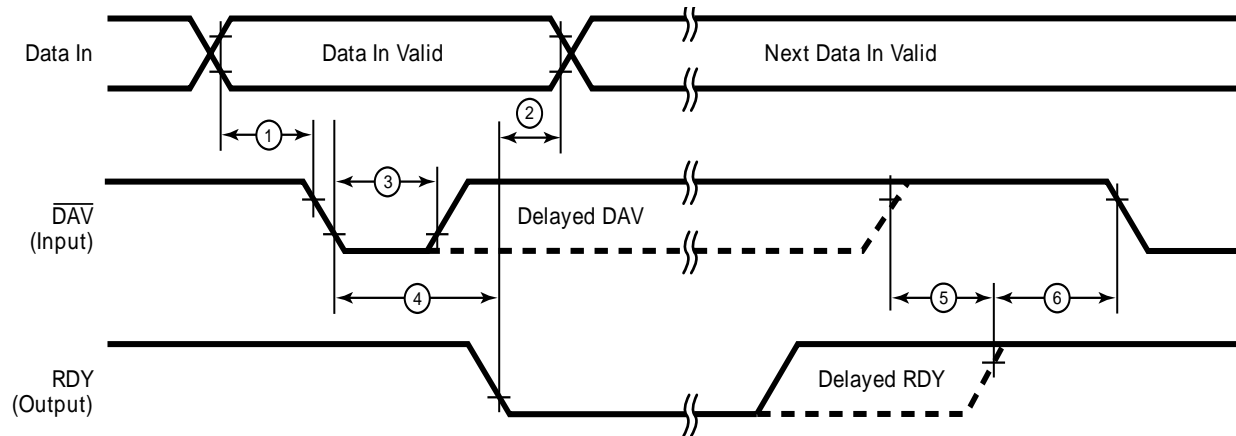 Data In
Data In Valid
Next Data In Valid
2
1
3
DAV
(Input)
Delayed DAV
4
5
6
RDY
(Output)
Delayed RDY